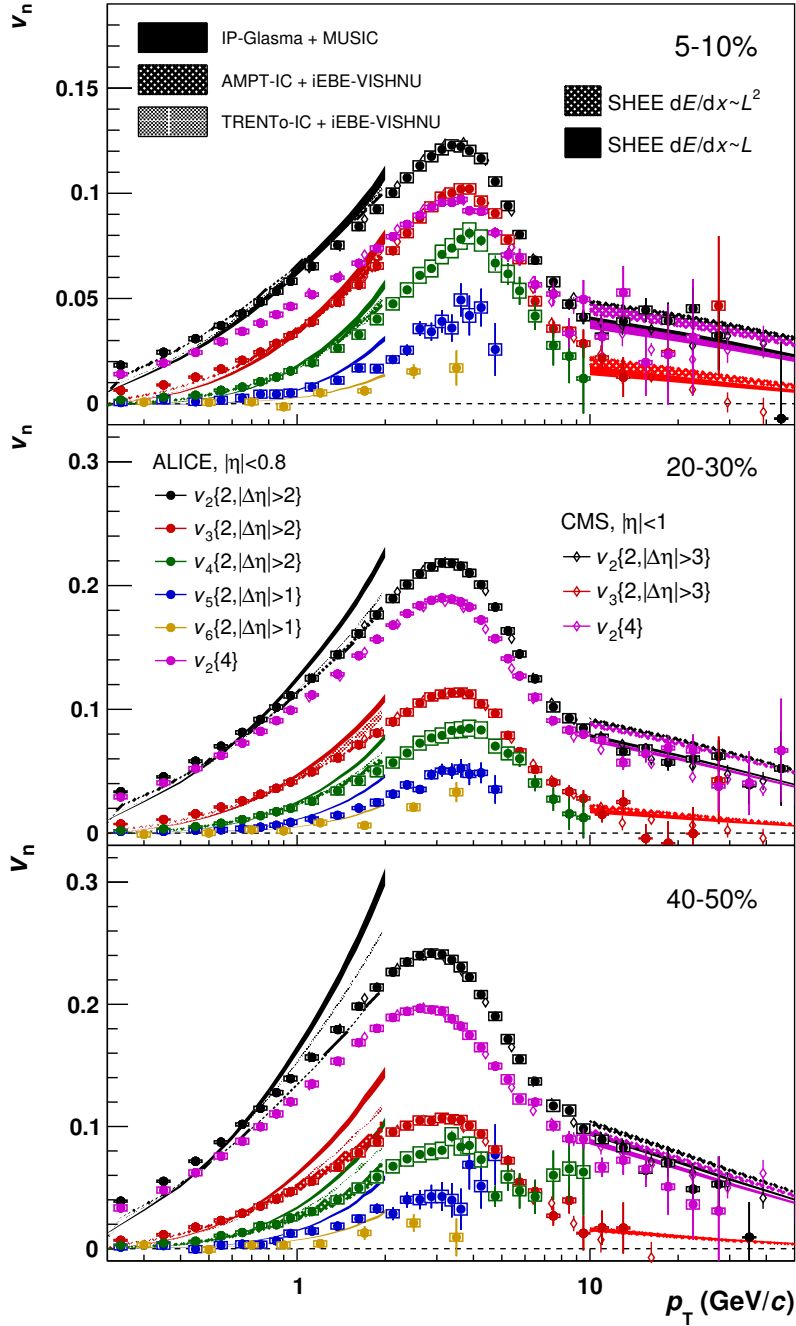 vn
0.15
0.1
0.05
0
IP-Glasma + MUSIC
AMPT-IC + iEBE-VISHNU
TRENTo-IC + iEBE-VISHNU
5-10%
SHEE dE/dx~L²
SHEE dE/dx~L
vn
0.3
0.2
0.1
0
ALICE, |η|<0.8
v₂{2,|Δη|>2}
v₃{2,|Δη|>2}
v₄{2,|Δη|>2}
v₅{2,|Δη|>1}
v₆{2,|Δη|>1}
v₂{4}
20-30%
CMS, |η|<1
v₂{2,|Δη|>3}
v₃{2,|Δη|>3}
v₂{4}
vn
0.3
0.2
0.1
0
40-50%
1
10
pT (GeV/c)